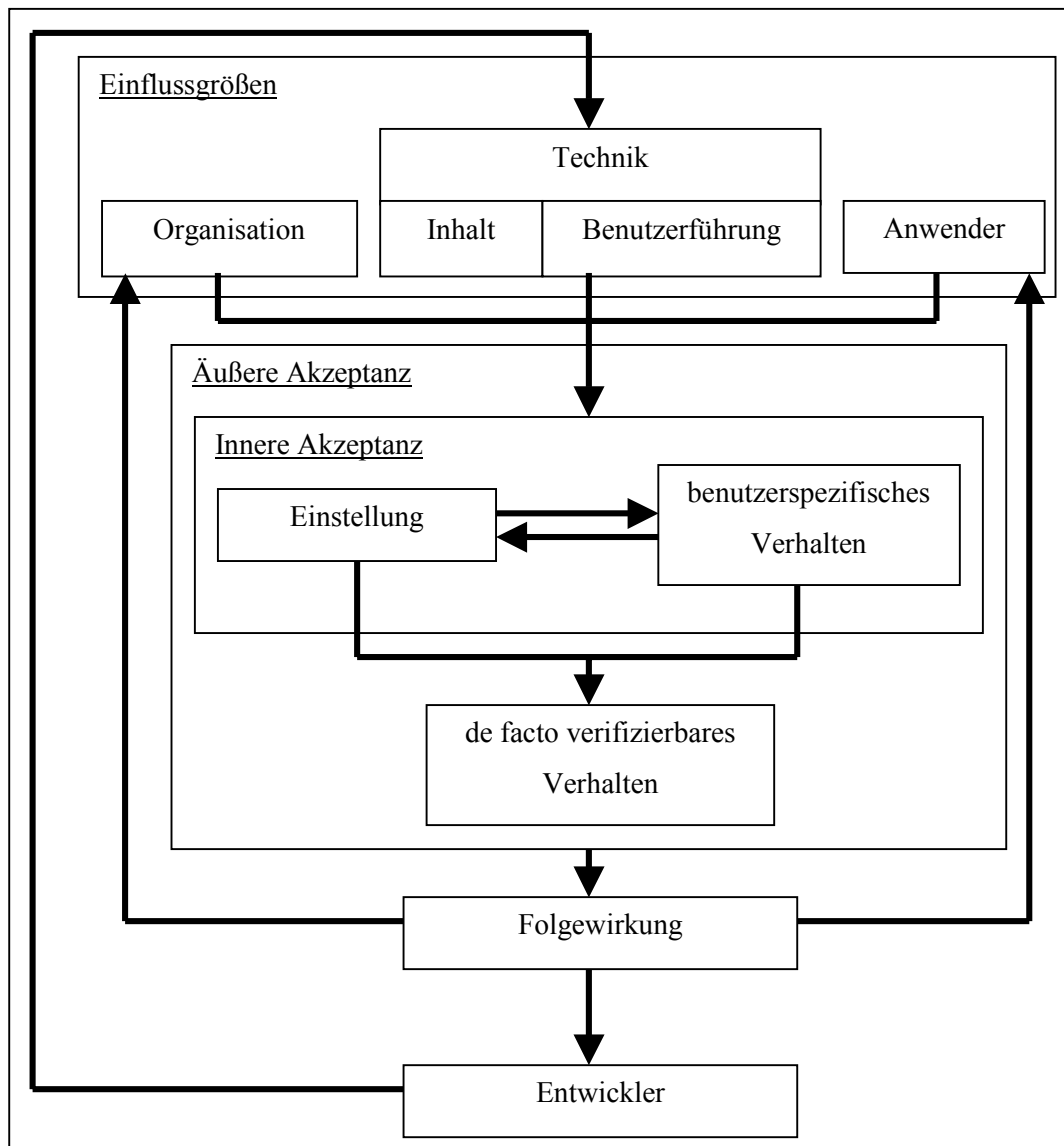 Einflussgrößen
Technik
Organisation
Inhalt
Benutzerführung
Anwender
Äußere Akzeptanz
Innere Akzeptanz
Einstellung
benutzerspezifisches
Verhalten
de facto verifizierbares
Verhalten
Folgewirkung
Entwickler